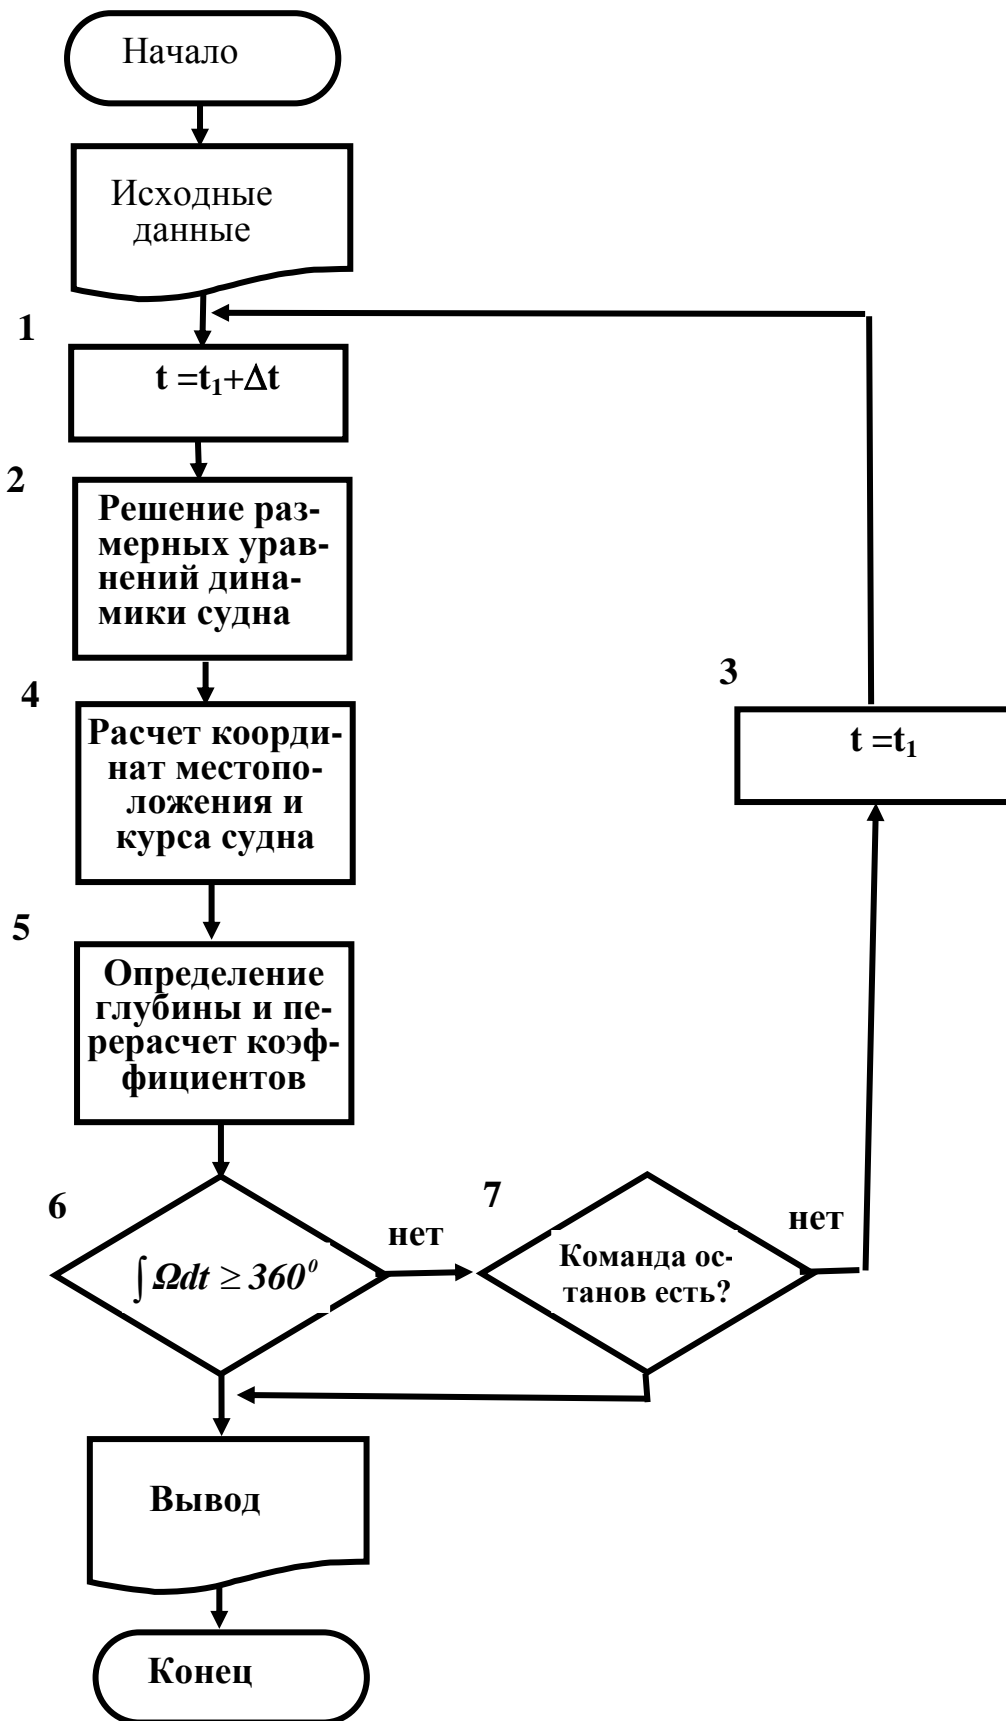 Начало
Исходные
данные
1
t =t₁+Δt
2
Решение раз-
мерных урав-
нений дина-
мики судна
4
Расчет коорди-
нат местопо-
ложения и
курса судна
3
t =t₁
5
Определение
глубины и пе-
рерасчет коэф-
фициентов
6
∫ Ωdt ≥ 360⁰
нет
7
Команда ос-
танов есть?
нет
Вывод
Конец